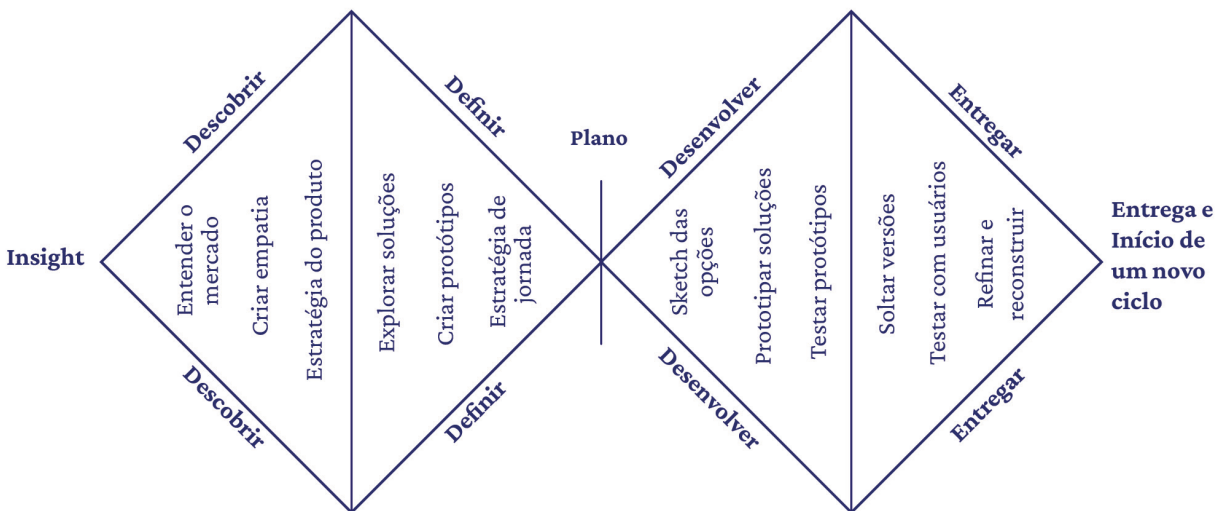 Insight
Descobrir
Descobrir
Entender o
mercado
Criar empatia
Estratégia do produto
Definir
Definir
Explorar soluções
Criar protótipos
Estratégia de
jornada
Plano
Desenvolver
Desenvolver
Sketch das
opções
Prototipar soluções
Testar protótipos
Entregar
Entregar
Soltar versões
Testar com usuários
Refinar e
reconstruir
Entrega e
Início de
um novo
ciclo